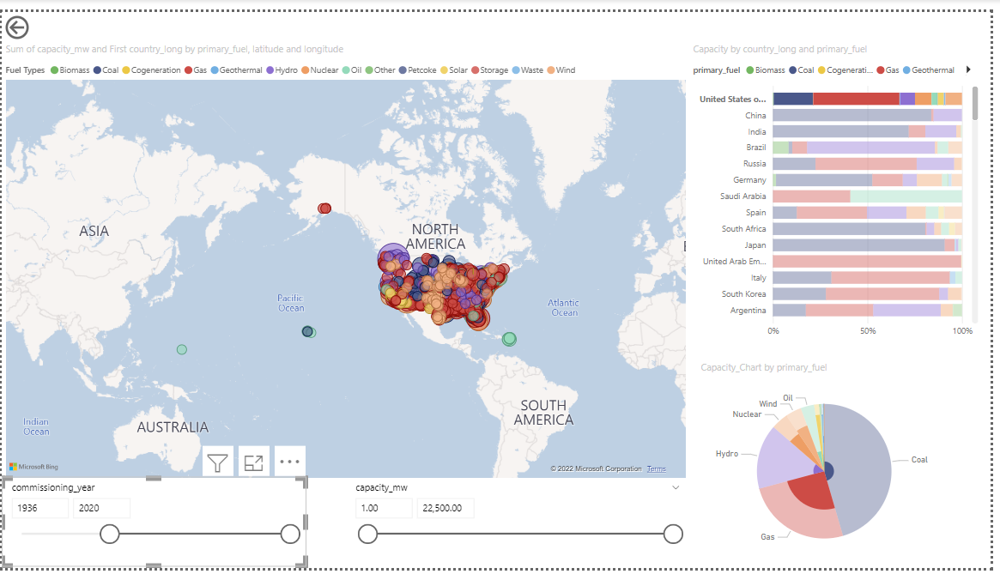 Sum of capacity_mw and First country_long by primary_fuel, latitude and longitude
Fuel Types Biomass Coal Cogeneration Gas Geothermal Hydro Nuclear Oil Other Petcoke Solar Storage Waste Wind
ASIA
NORTH
AMERICA
Pacific
Ocean
Atlantic
Ocean
Indian
Ocean
AUSTRALIA
SOUTH
AMERICA
E
Microsoft Bing
© 2022 Microsoft Corporation Terms
commissioning_year
1936 2020
capacity_mw
1.00 22,500.00
Capacity by country_long and primary_fuel
primary_fuel Biomass Coal Cogenerati... Gas Geothermal
United States o...
China
India
Brazil
Russia
Germany
Saudi Arabia
Spain
South Africa
Japan
United Arab Em...
Italy
South Korea
Argentina
0% 50% 100%
Capacity_Chart by primary_fuel
Oil
Wind
Nuclear
Hydro
Coal
Gas